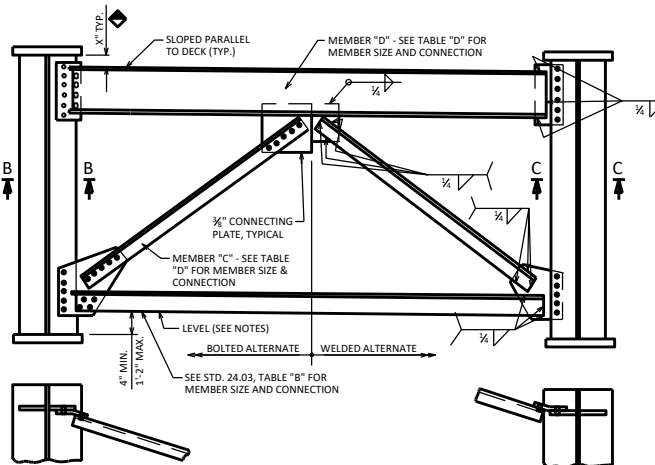 X" TYP.
SLOPED PARALLEL
TO DECK (TYP.)
MEMBER "D" - SEE TABLE "D" FOR
MEMBER SIZE AND CONNECTION
¼
¼
B
B
C
C
¼
¼
⅜" CONNECTING
PLATE, TYPICAL
MEMBER "C" - SEE TABLE
"D" FOR MEMBER SIZE &
CONNECTION
LEVEL (SEE NOTES)
¼
4" MIN.
1'-2" MAX.
BOLTED ALTERNATE
WELDED ALTERNATE
SEE STD. 24.03, TABLE "B" FOR
MEMBER SIZE AND CONNECTION